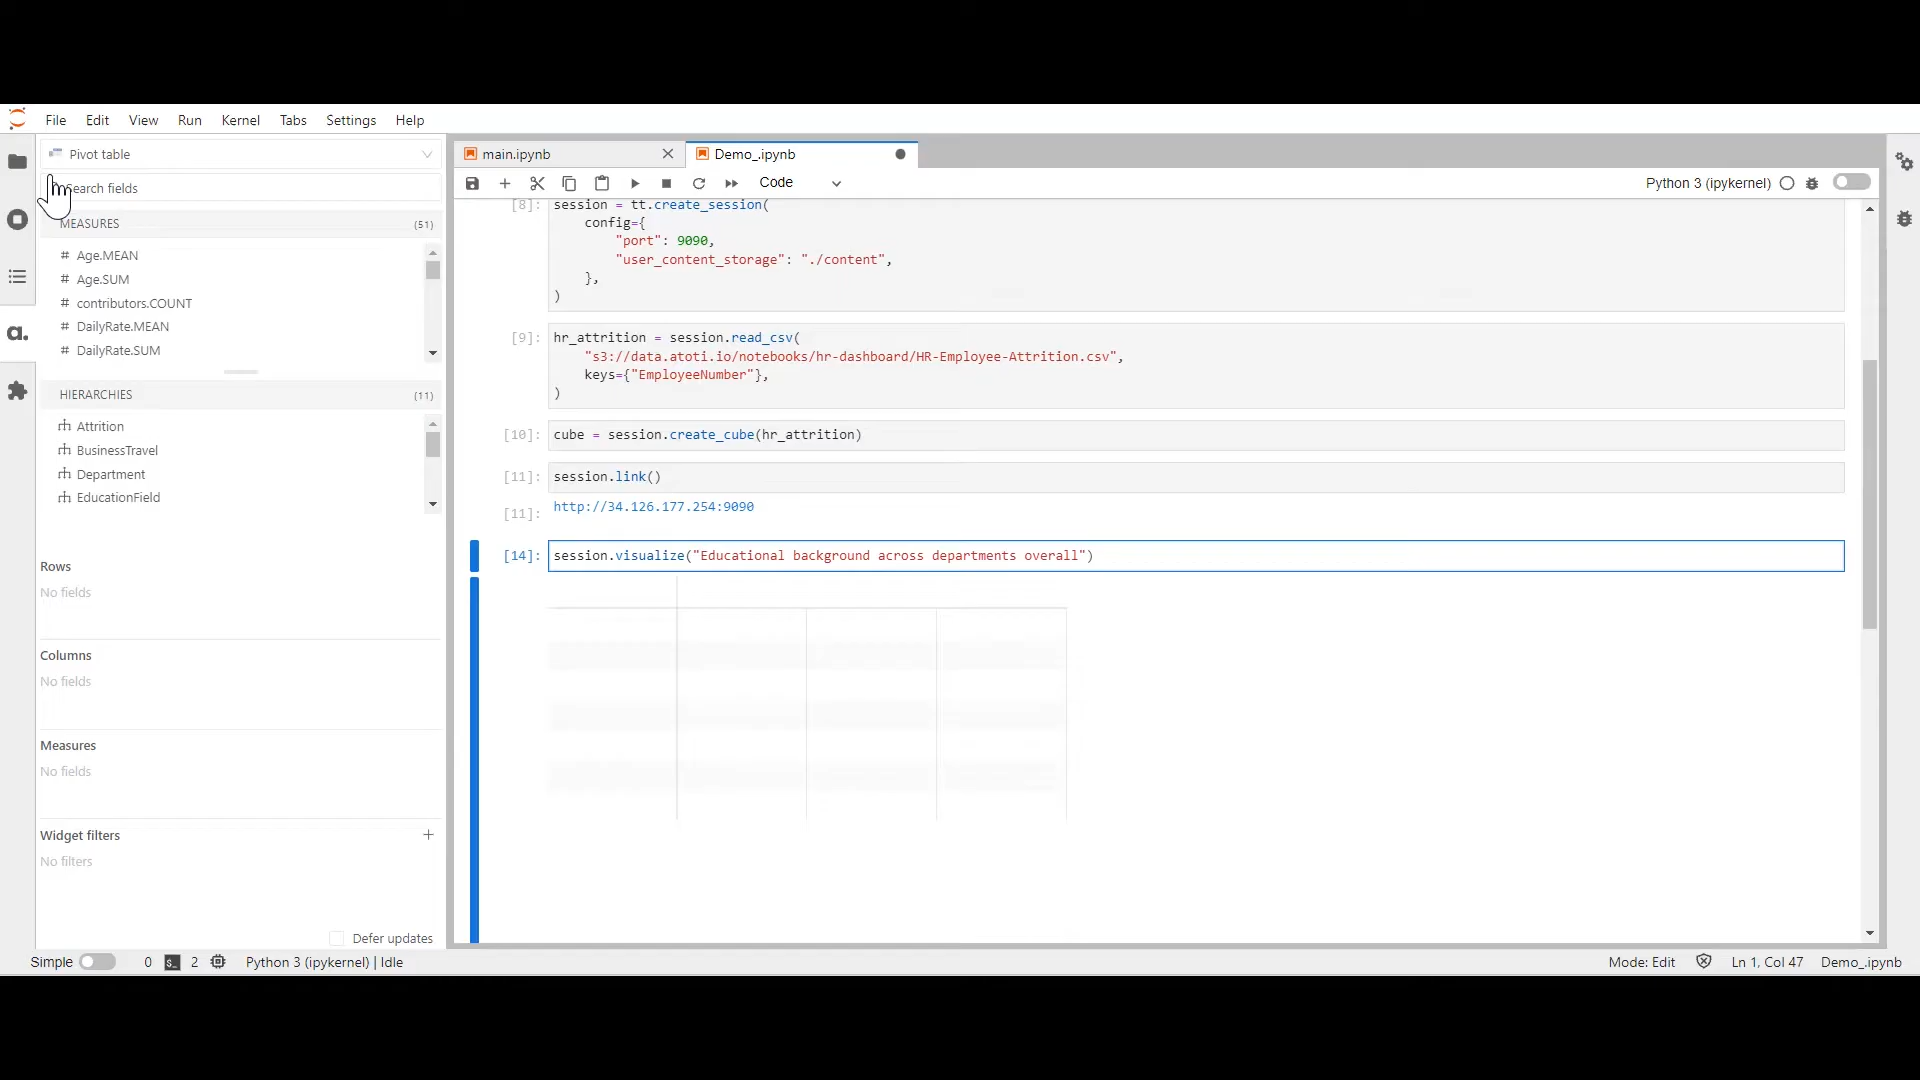 File Edit View Run Kernel Tabs Settings Help
Pivot table
Search fields
MEASURES (51)
# Age.MEAN
# Age.SUM
# contributors.COUNT
# DailyRate.MEAN
# DailyRate.SUM
HIERARCHIES (11)
Attrition
BusinessTravel
Department
EducationField
Rows
No fields
Columns
No fields
Measures
No fields
Widget filters +
No filters
Defer updates
a.
main.ipynb
Demo_.ipynb
Code
Python 3 (ipykernel)
[8]: session = tt.create_session(
config={
"port": 9090,
"user_content_storage": "./content",
},
)
[9]: hr_attrition = session.read_csv(
"s3://data.atoti.io/notebooks/hr-dashboard/HR-Employee-Attrition.csv",
keys={"EmployeeNumber"},
)
[10]: cube = session.create_cube(hr_attrition)
[11]: session.link()
[11]: http://34.126.177.254:9090
[14]: session.visualize("Educational background across departments overall")
Simple 0 $_ 2 Python 3 (ipykernel) | Idle
Mode: Edit Ln 1, Col 47 Demo_.ipynb